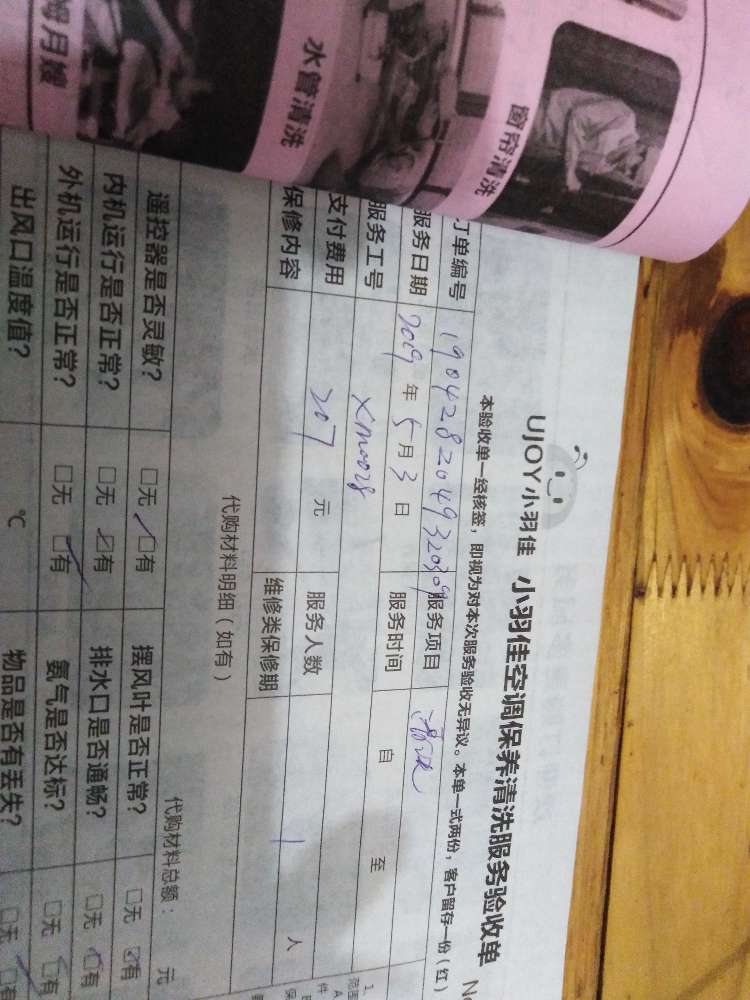 姆月嫂
水管清洗
窗帘清洗
UJOY小羽佳 小羽佳空调保养清洗服务验收单
本验收单一经核签，即视为对本次服务验收无异议。本单一式两份，客户留存一份（红）
订单编号 服务项目 清洗
服务日期 2019 年 5 月 3 日 服务时间 自 至
服务工号 XM0028
支付费用 207 元 服务人数 1 人
保修内容 维修类保修期
代购材料明细（如有）
代购材料总额： 元
遥控器是否灵敏？ □无 □有 摆风叶是否正常？ □无 □有
内机运行是否正常？ □无 □有 排水口是否通畅？ □无 □有
外机运行是否正常？ □无 □有 氨气是否达标？ □无 □有
出风口温度值？ ℃ 物品是否有丢失？ □无 □有